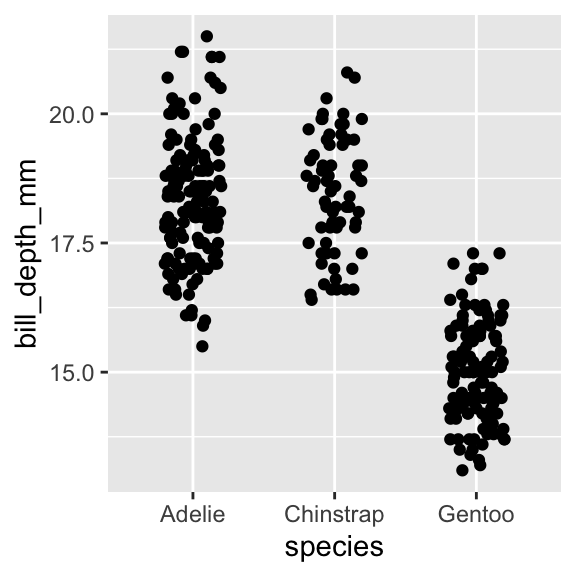 bill_depth_mm
20.0
17.5
15.0
Adelie Chinstrap Gentoo
species